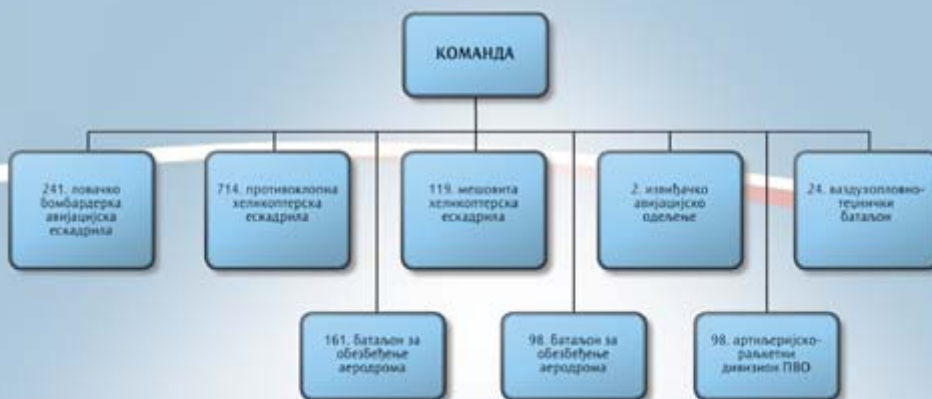 КОМАНДА
241. ловачко
бомбардерка
авијацијска
ескадрила
714. противоклопна
хеликоптерска
ескадрила
119. мешовита
хеликоптерска
ескадрила
2. извиђачко
авијацијско
одељење
24. ваздухопловно-
технички
батаљон
161. батаљон за
обезбеђење
аеродрома
98. батаљон за
обезбеђење
аеродрома
98. артиљеријско-
ракетни
дивизион ПВО